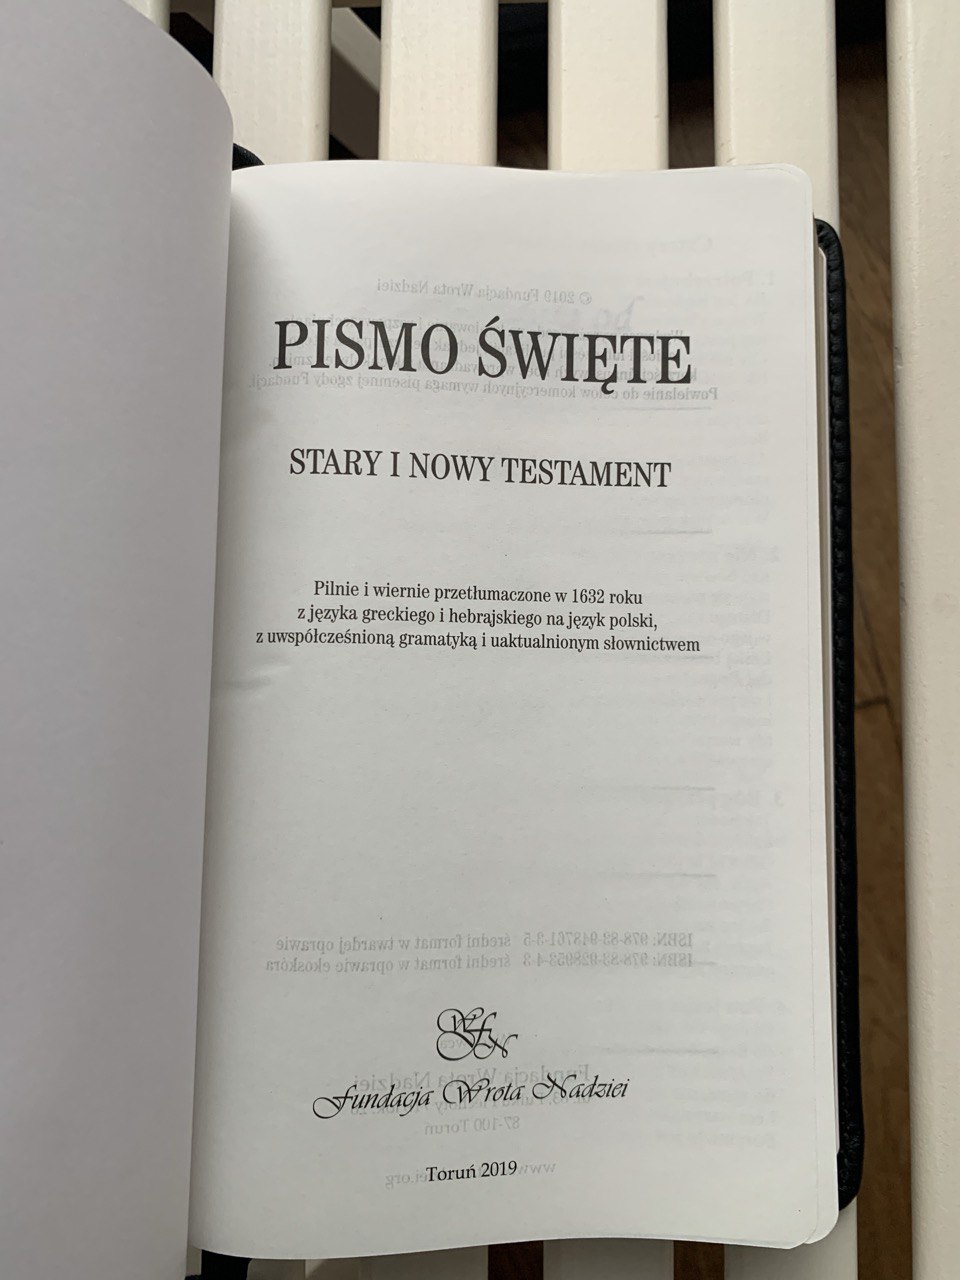 PISMO ŚWIĘTE
STARY I NOWY TESTAMENT
Pilnie i wiernie przetłumaczone w 1632 roku
z języka greckiego i hebrajskiego na język polski,
z uwspółcześnioną gramatyką i uaktualnionym słownictwem
WFN
Fundacja Wrota Nadziei
Toruń 2019